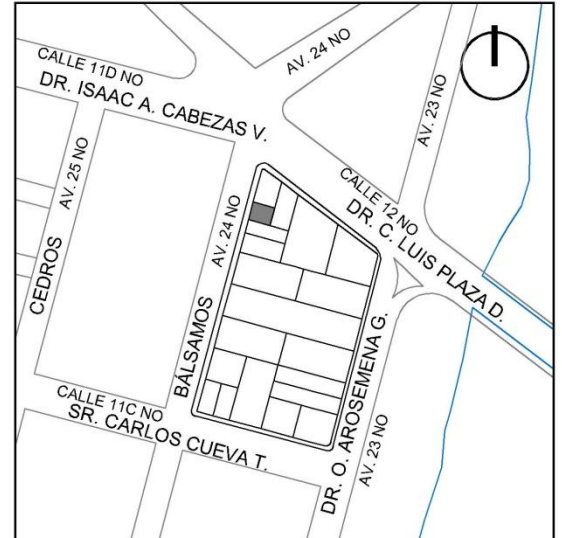 CALLE 11D NO
DR. ISAAC A. CABEZAS V.
AV. 24 NO
AV. 23 NO
CALLE 12 NO
DR. C. LUIS PLAZA D.
AV. 25 NO
CEDROS
AV. 24 NO
BÁLSAMOS
CALLE 11C NO
SR. CARLOS CUEVA T.
DR. O. AROSEMENA G.
AV. 23 NO